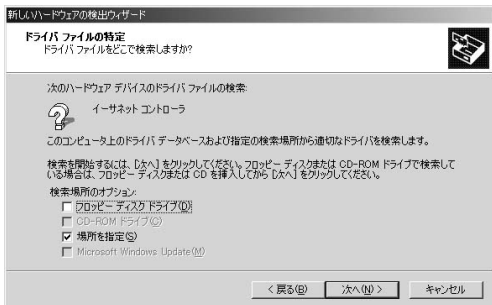 新しいハードウェアの検出ウィザード
ドライバ ファイルの特定
ドライバ ファイルをどこで検索しますか?
次のハードウェア デバイスのドライバ ファイルの検索:
イーサネット コントローラ
このコンピュータ上のドライバ データベースおよび指定の検索場所から適切なドライバを検索します。
検索を開始するには、[次へ] をクリックしてください。フロッピー ディスクまたは CD-ROM ドライブで検索して
いる場合は、フロッピー ディスクまたは CD を挿入してから [次へ] をクリックしてください。
検索場所のオプション:
フロッピー ディスク ドライブ(D)
CD-ROM ドライブ(C)
場所を指定(S)
Microsoft Windows Update(M)
< 戻る(B) 次へ(N) > キャンセル